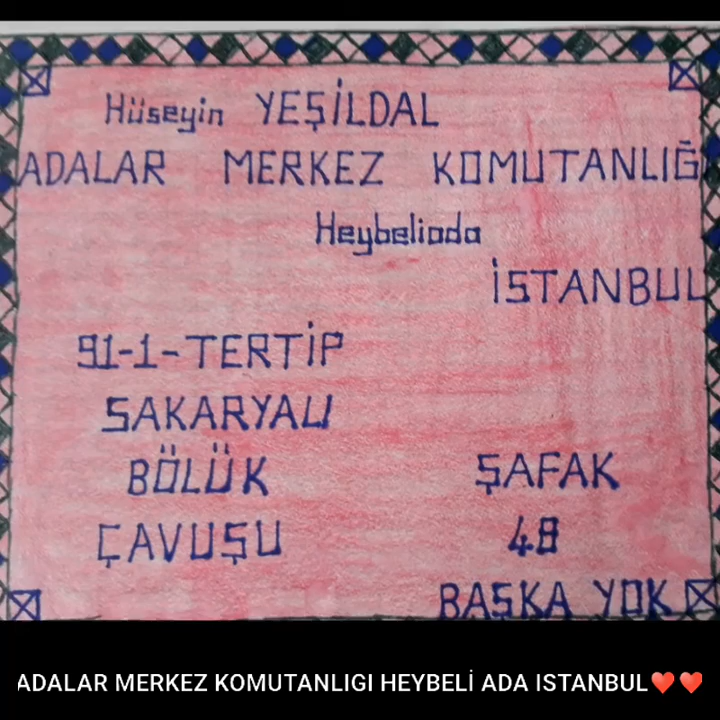 Hüseyin YEŞİLDAL
ADALAR MERKEZ KOMUTANLIĞ
Heybeliada
İSTANBUL
91-1-TERTİP
SAKARYALI
BÖLÜK ŞAFAK
ÇAVUŞU 48
BAŞKA YOK
ADALAR MERKEZ KOMUTANLIGI HEYBELİ ADA ISTANBUL❤️❤️